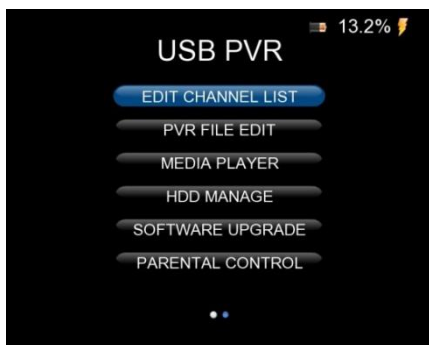 13.2%
USB PVR
EDIT CHANNEL LIST
PVR FILE EDIT
MEDIA PLAYER
HDD MANAGE
SOFTWARE UPGRADE
PARENTAL CONTROL